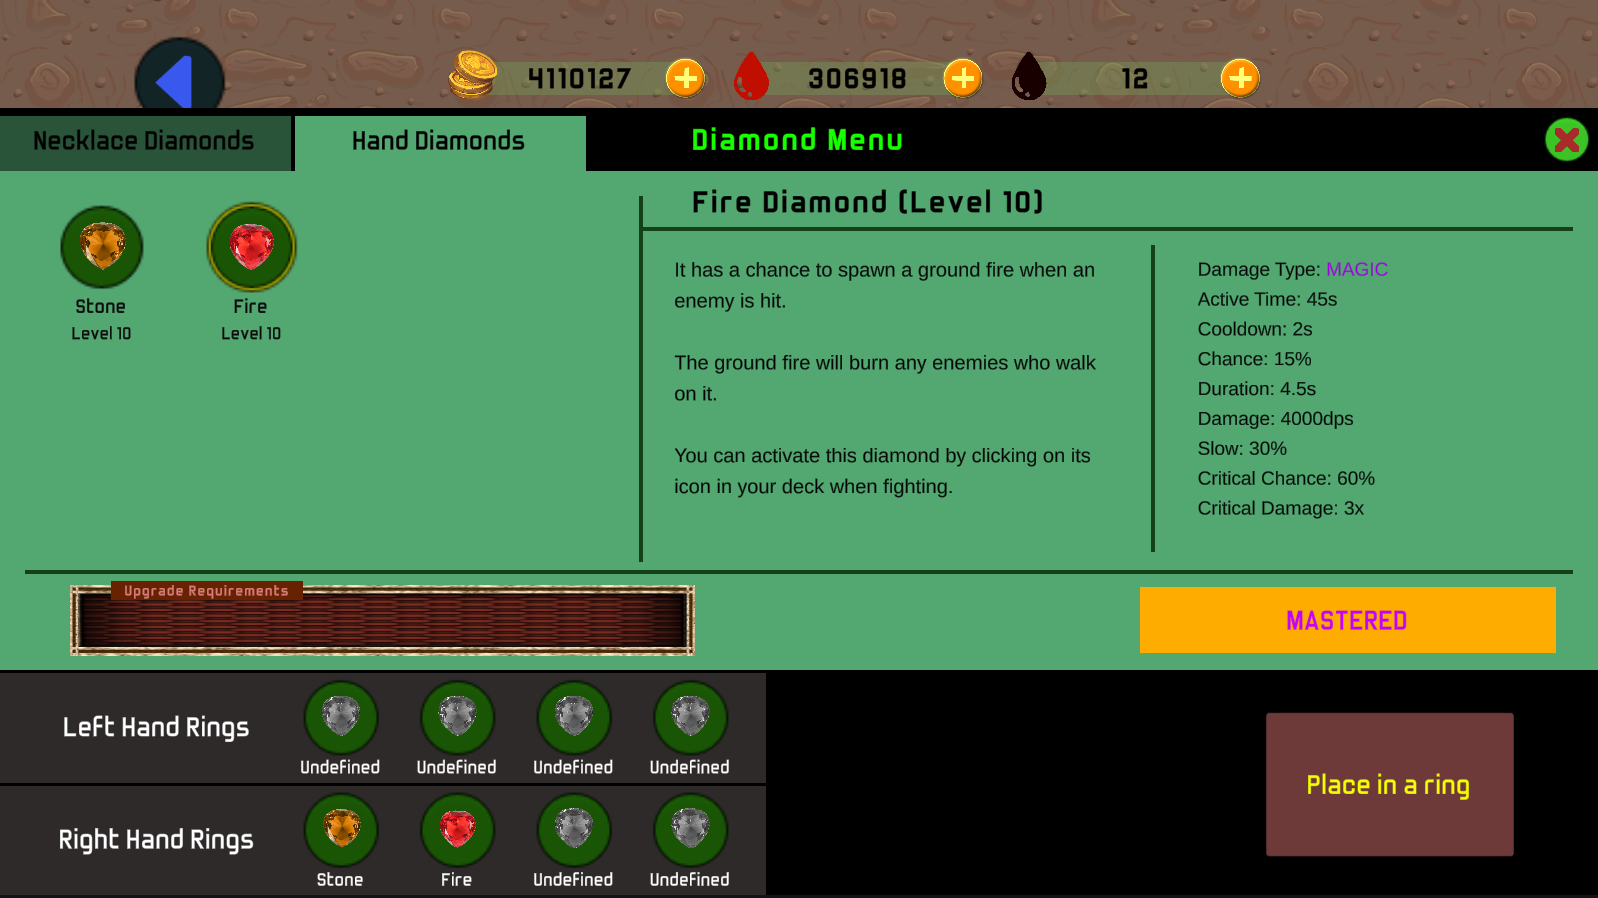 4110127
306918
12
Necklace Diamonds
Hand Diamonds
Diamond Menu
Fire Diamond (Level 10)
Stone
Level 10
Fire
Level 10
It has a chance to spawn a ground fire when an
enemy is hit.
The ground fire will burn any enemies who walk
on it.
You can activate this diamond by clicking on its
icon in your deck when fighting.
Damage Type: MAGIC
Active Time: 45s
Cooldown: 2s
Chance: 15%
Duration: 4.5s
Damage: 4000dps
Slow: 30%
Critical Chance: 60%
Critical Damage: 3x
Upgrade Requirements
MASTERED
Left Hand Rings
Undefined
Undefined
Undefined
Undefined
Right Hand Rings
Stone
Fire
Undefined
Undefined
Place in a ring